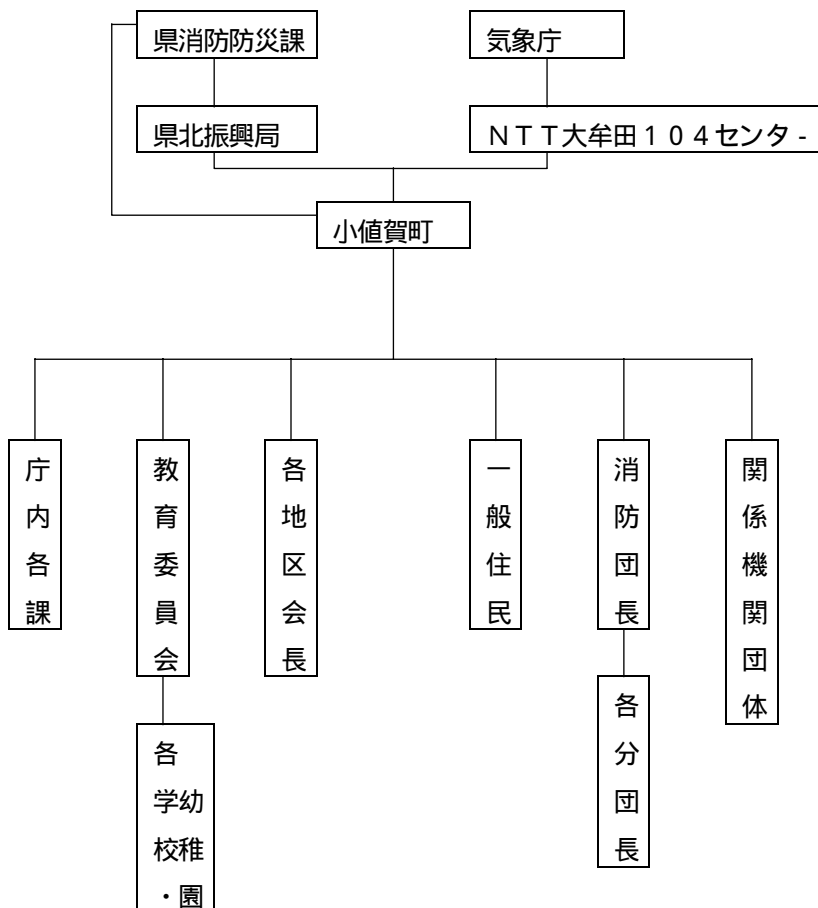 県消防防災課
気象庁
県北振興局
ＮＴＴ大牟田１０４センタ-
小値賀町
庁内各課
教育委員会
各地区会長
一般住民
消防団長
関係機関団体
各学校・
幼稚園
各分団長